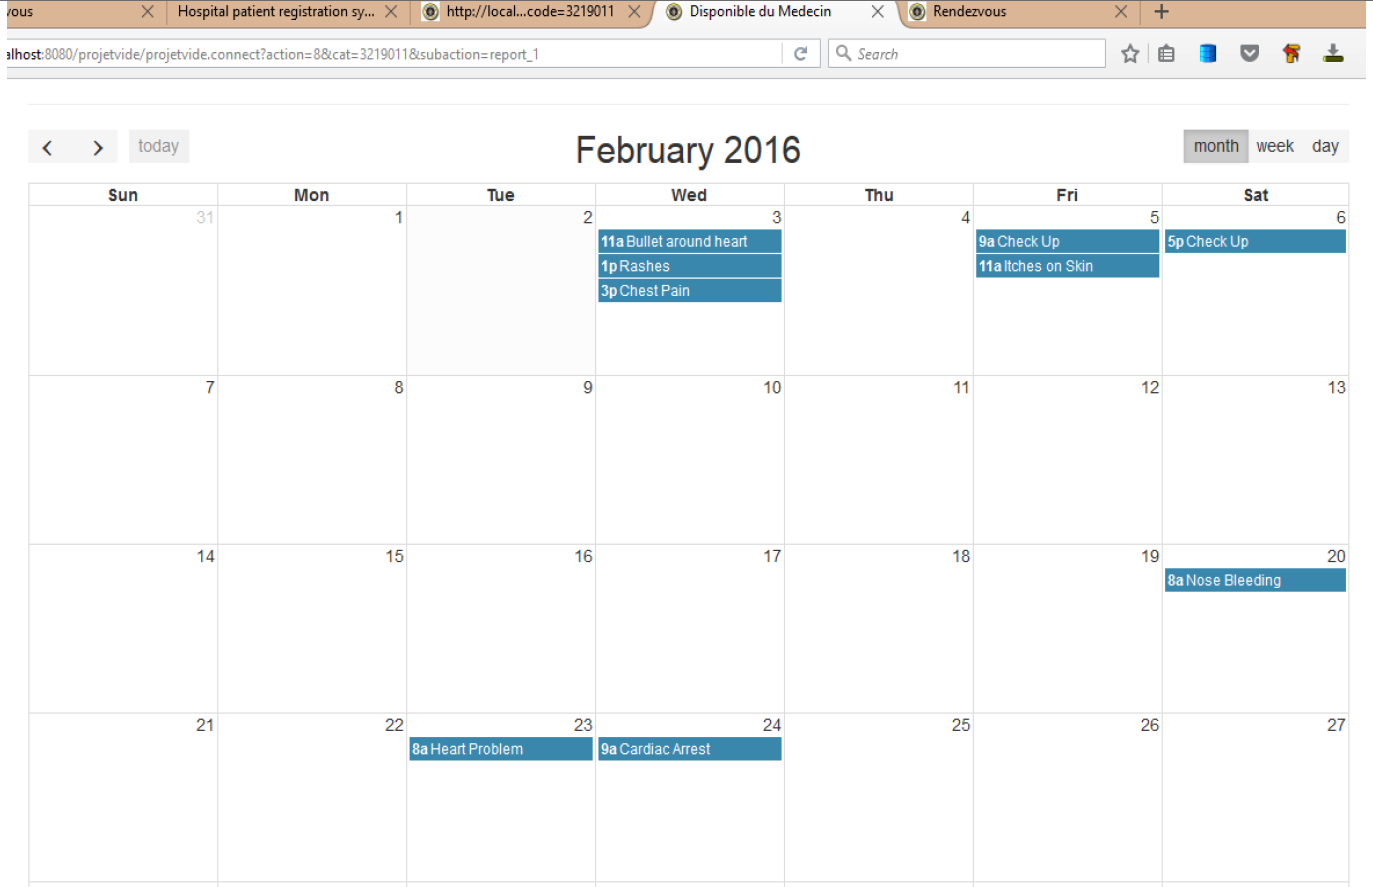 vous Hospital patient registration sy... http://local...code=3219011 Disponible du Medecin Rendezvous
alhost:8080/projetvide/projetvide.connect?action=8&cat=3219011&subaction=report_1 Search
today February 2016 month week day
Sun Mon Tue Wed Thu Fri Sat
31 1 2 3 4 5 6
11a Bullet around heart 9a Check Up 5p Check Up
1p Rashes 11a Itches on Skin
3p Chest Pain
7 8 9 10 11 12 13
14 15 16 17 18 19 20
8a Nose Bleeding
21 22 23 24 25 26 27
8a Heart Problem 9a Cardiac Arrest